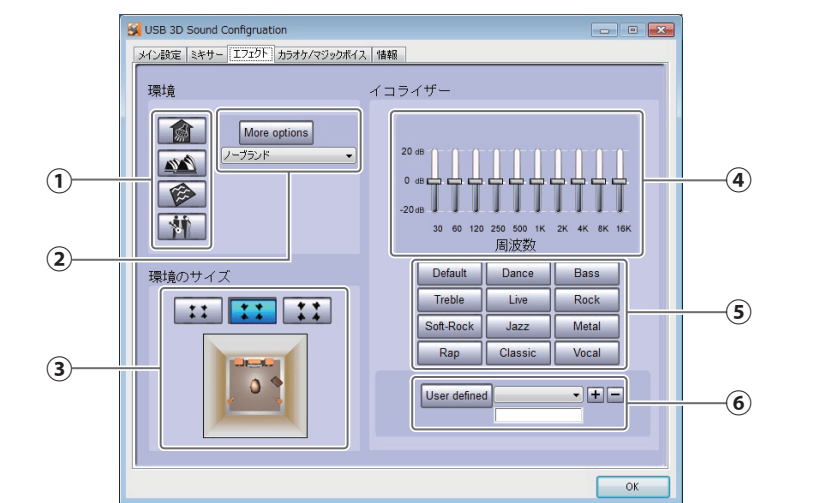 USB 3D Sound Configruation
メイン設定 ミキサー エフェクト カラオケ/マジックボイス 情報
環境
More options
ノーブランド
①
②
環境のサイズ
③
イコライザー
20 dB
0 dB
-20dB
30 60 120 250 500 1K 2K 4K 8K 16K
周波数
④
Default Dance Bass
Treble Live Rock
Soft-Rock Jazz Metal
Rap Classic Vocal
⑤
User defined
⑥
OK